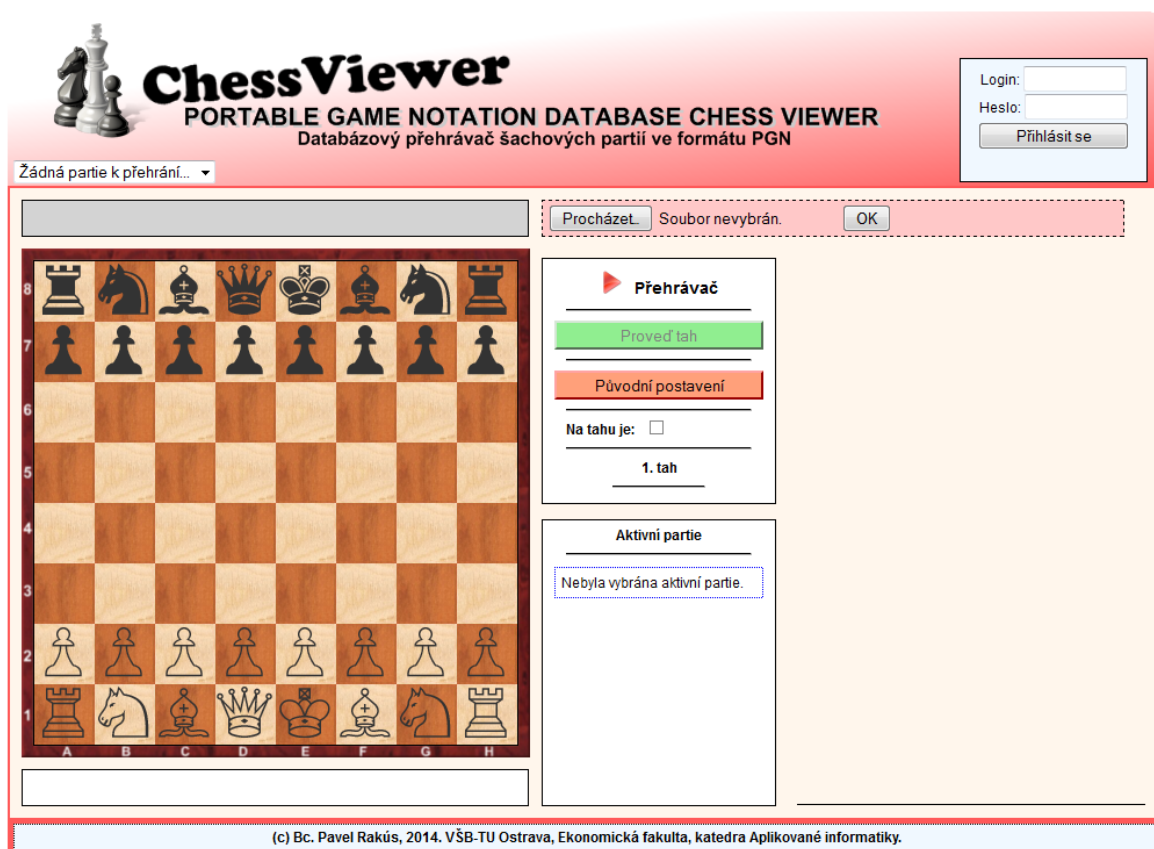 ChessViewer
PORTABLE GAME NOTATION DATABASE CHESS VIEWER
Databázový přehrávač šachových partií ve formátu PGN
Login:
Heslo:
Přihlásit se
Žádná partie k přehrání...
Procházet.. Soubor nevybrán. OK
Přehrávač
Proveď tah
Původní postavení
Na tahu je:
1. tah
Aktivní partie
Nebyla vybrána aktivní partie.
8
7
6
5
4
3
2
1
A B C D E F G H
(c) Bc. Pavel Rakús, 2014. VŠB-TU Ostrava, Ekonomická fakulta, katedra Aplikované informatiky.